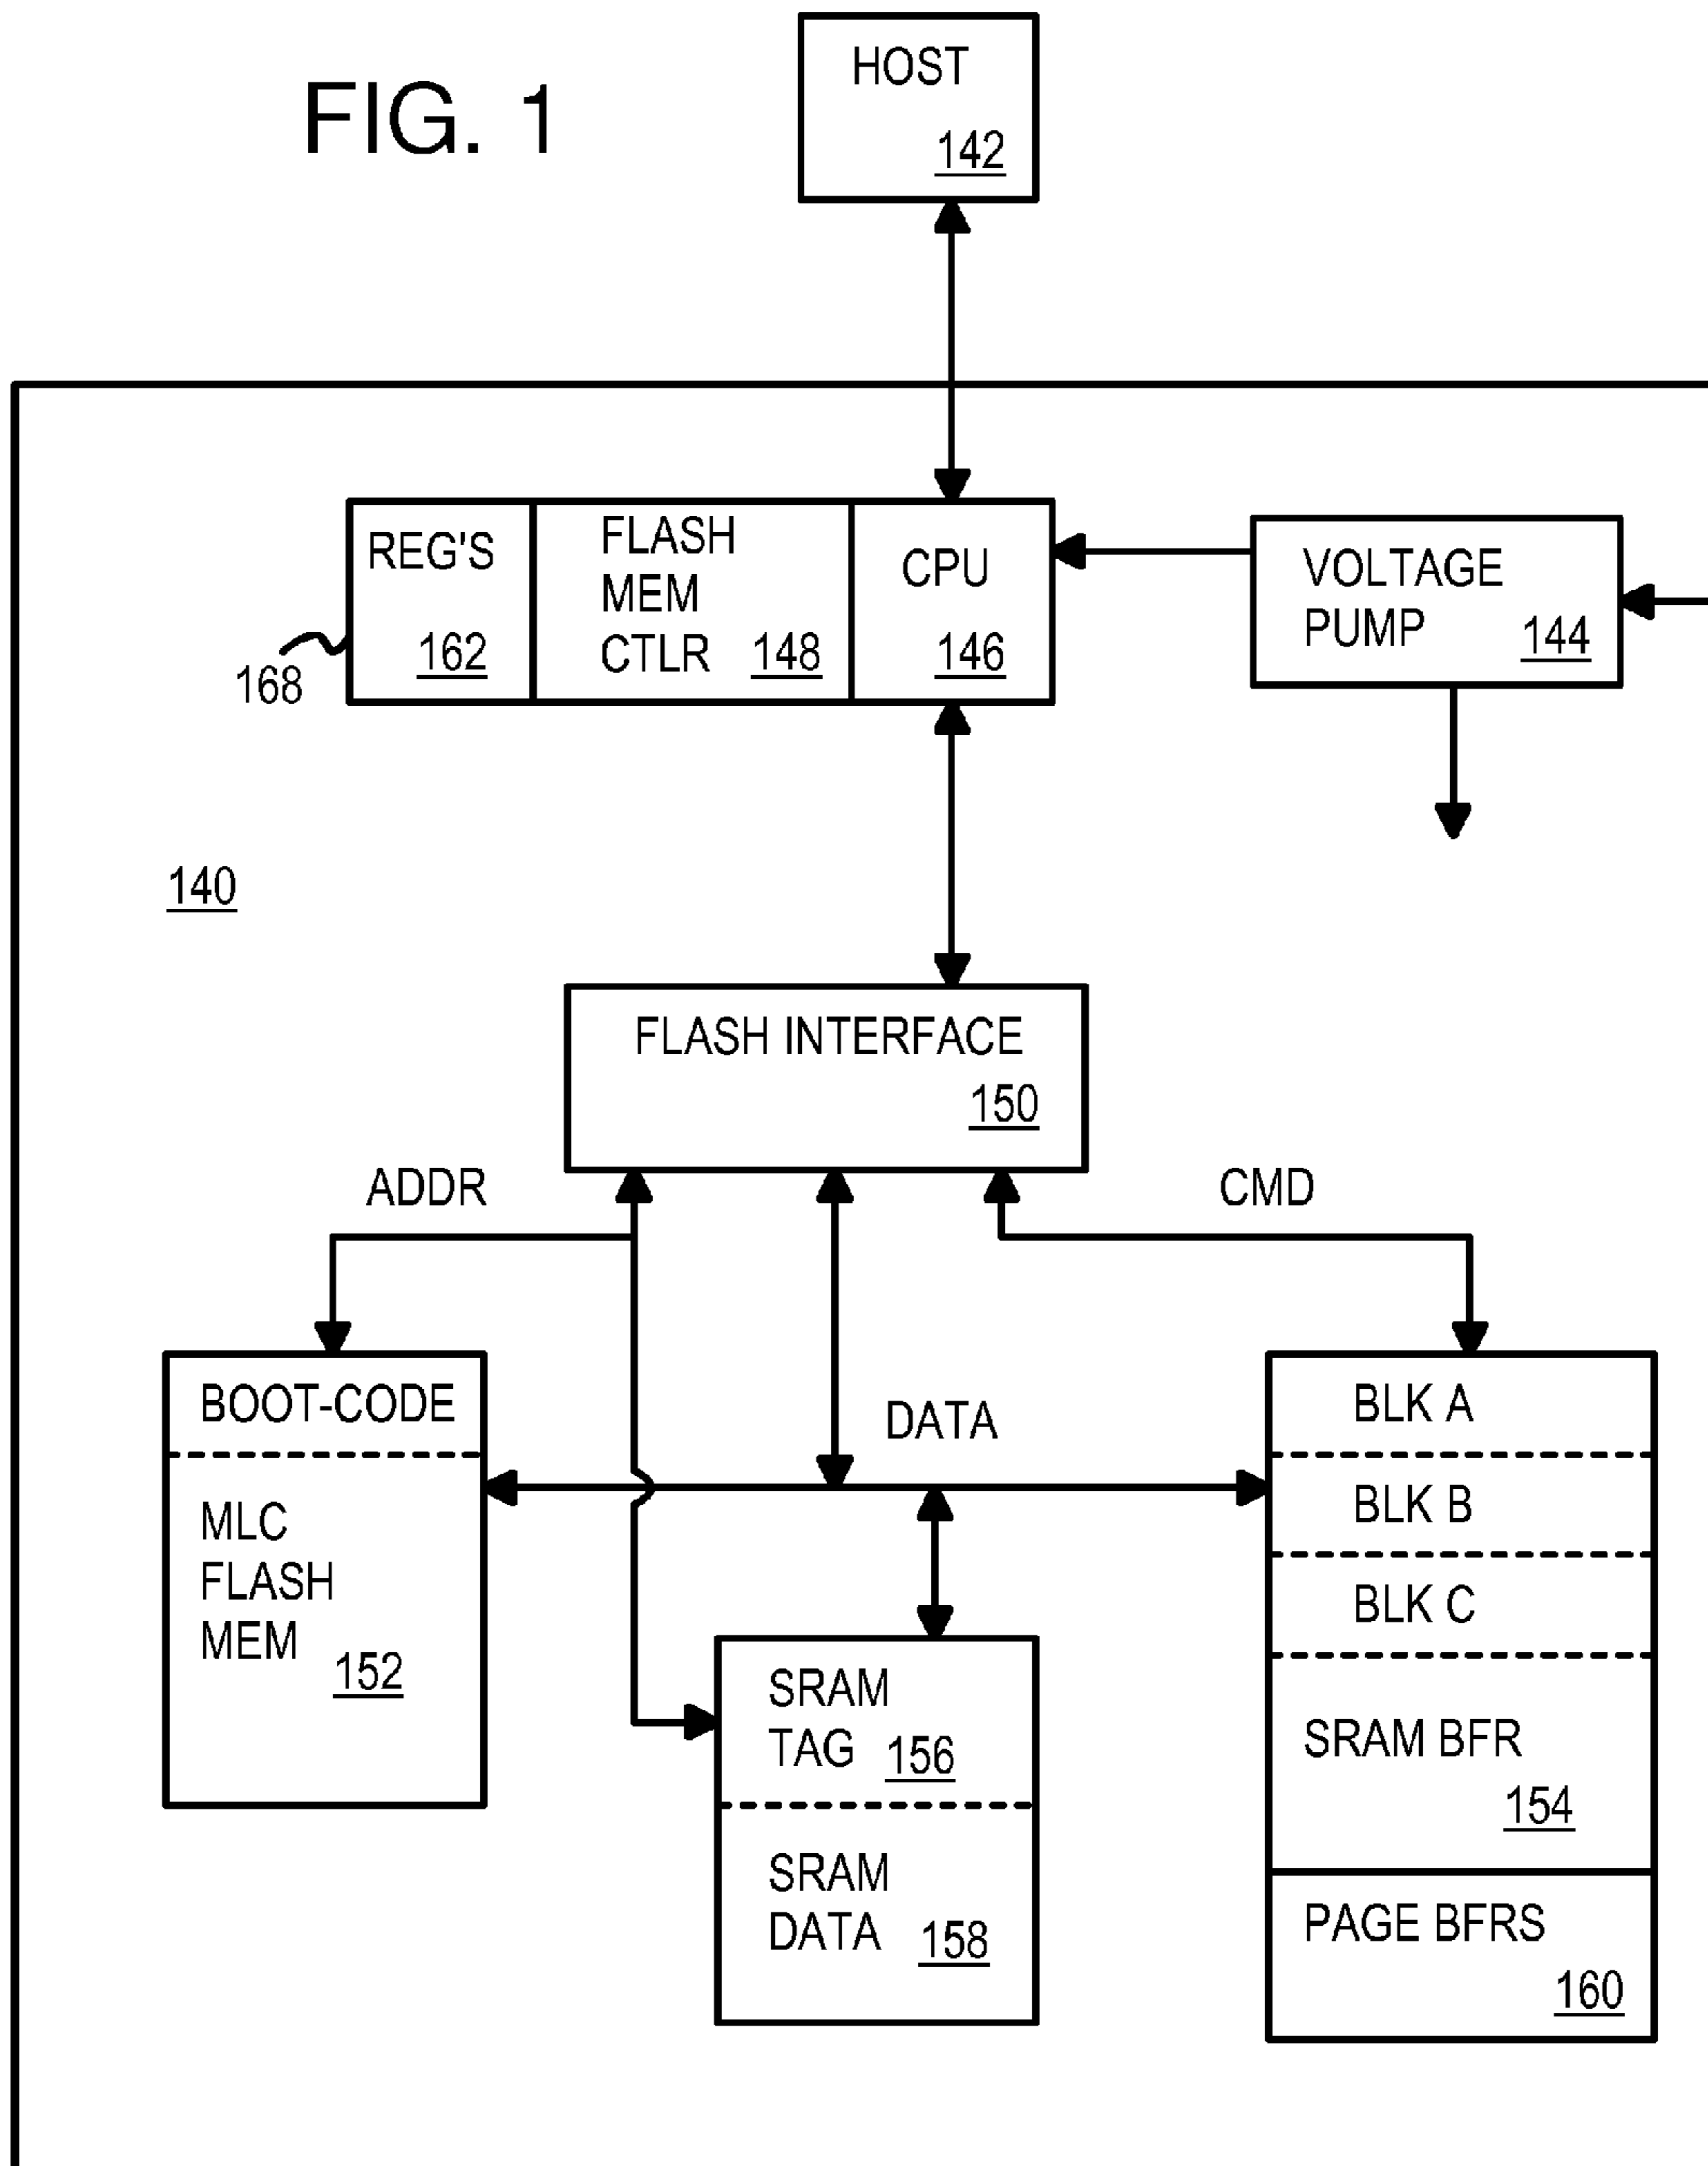 FIG. 1
HOST
142
REG'S
162
FLASH
MEM
CTLR 148
CPU
146
VOLTAGE
PUMP 144
168
140
FLASH INTERFACE
150
ADDR
CMD
BOOT-CODE
MLC
FLASH
MEM 152
DATA
BLK A
BLK B
BLK C
SRAM BFR
154
PAGE BFRS
160
SRAM
TAG 156
SRAM
DATA 158